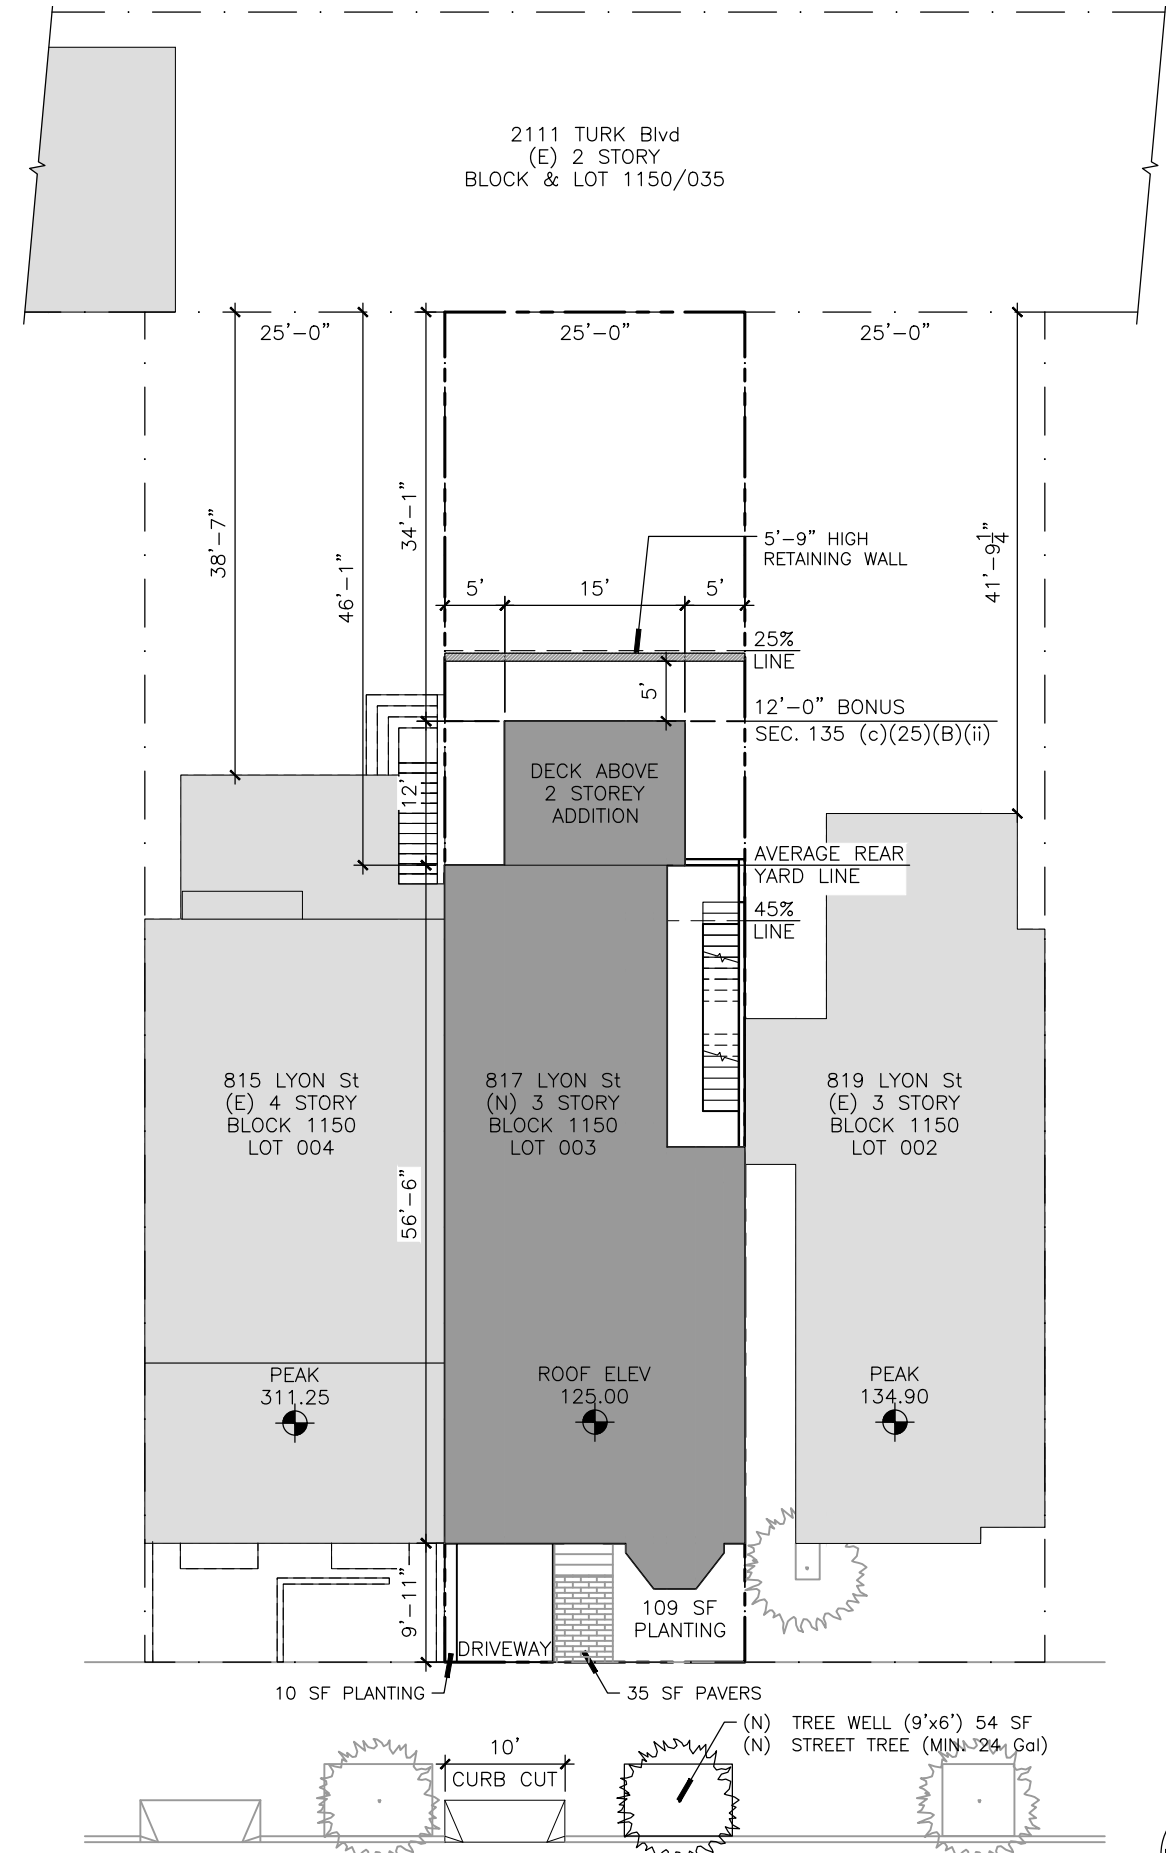 2111 TURK Blvd
(E) 2 STORY
BLOCK & LOT 1150/035
25'-0"
25'-0"
25'-0"
38'-7"
46'-1"
34'-1"
41'-9 1/4"
5'-9" HIGH
RETAINING WALL
5'
15'
5'
25%
LINE
5'
12'-0" BONUS
SEC. 135 (c)(25)(B)(ii)
DECK ABOVE
2 STOREY
ADDITION
12'
AVERAGE REAR
YARD LINE
45%
LINE
815 LYON St
(E) 4 STORY
BLOCK 1150
LOT 004
817 LYON St
(N) 3 STORY
BLOCK 1150
LOT 003
819 LYON St
(E) 3 STORY
BLOCK 1150
LOT 002
56'-6"
PEAK
311.25
ROOF ELEV
125.00
PEAK
134.90
9'-11"
109 SF
PLANTING
DRIVEWAY
10 SF PLANTING
35 SF PAVERS
(N) TREE WELL (9'x6') 54 SF
(N) STREET TREE (MIN. 24 Gal)
10'
CURB CUT